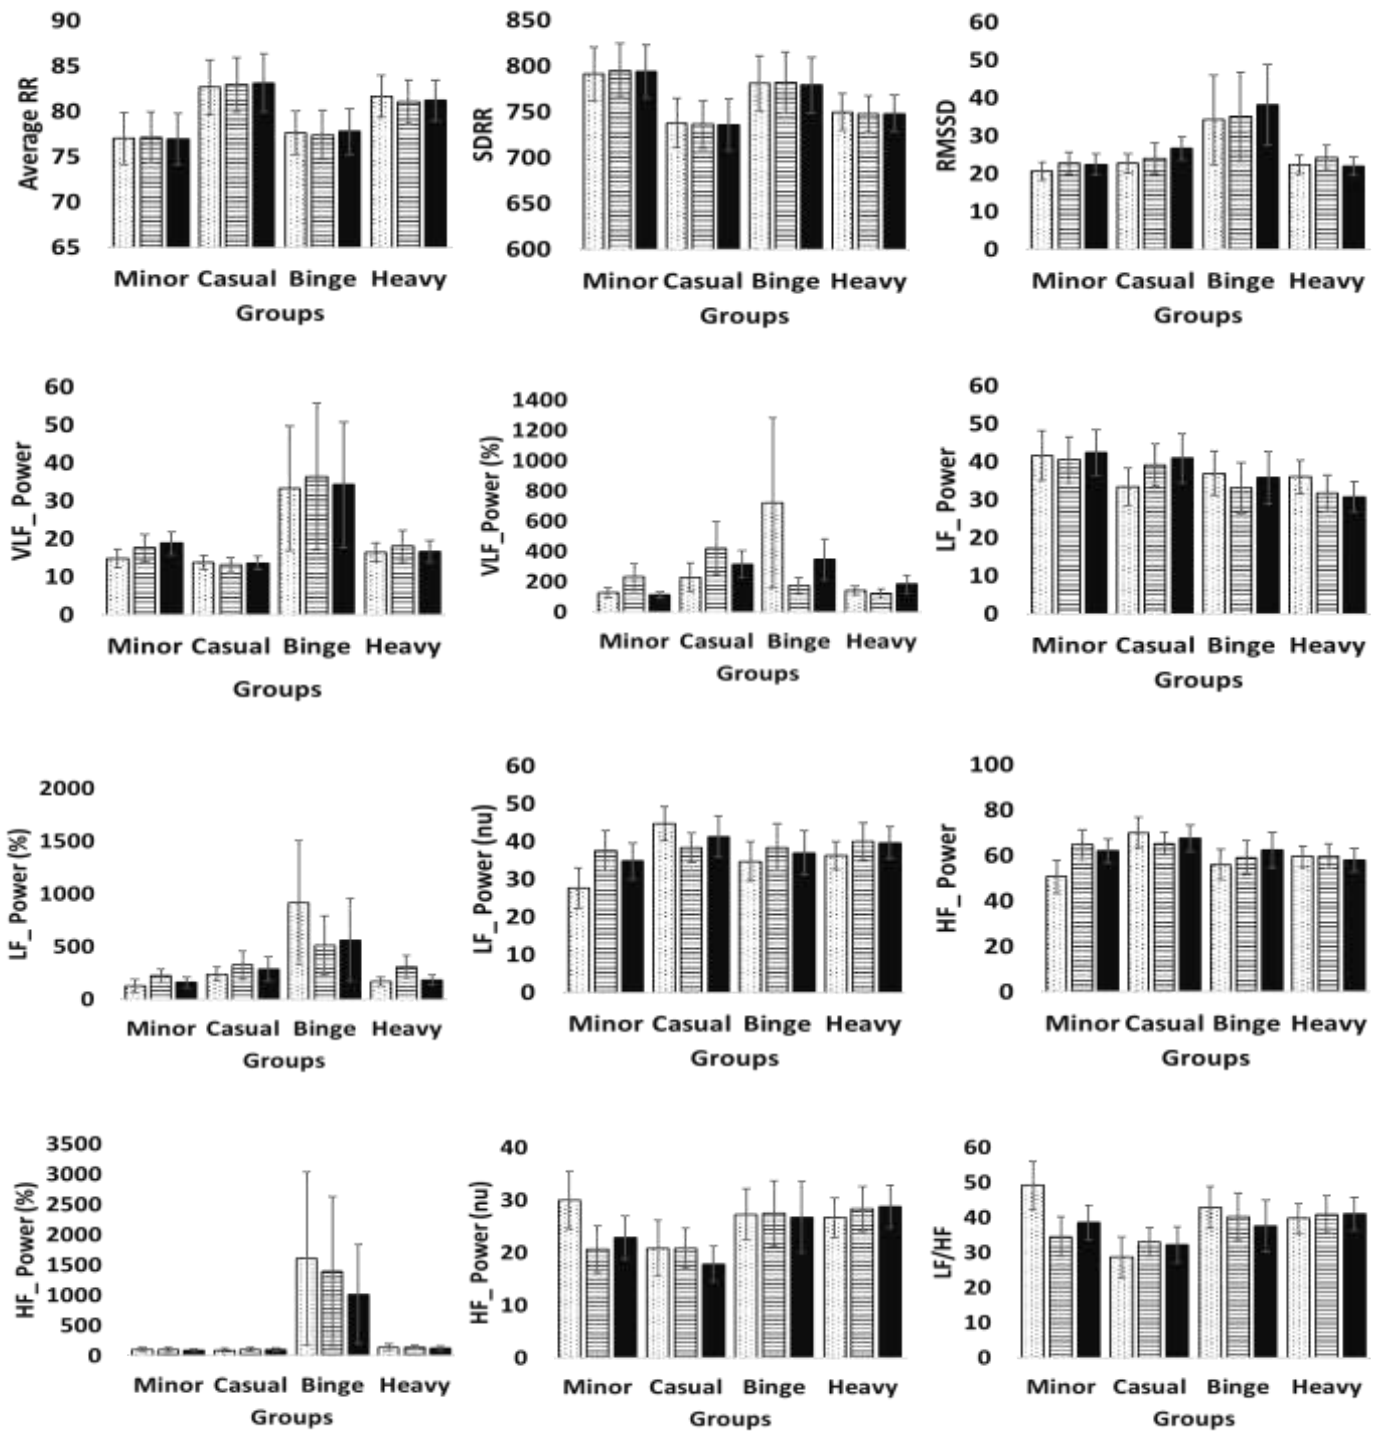 90
85
80
75
70
65
Average RR
Minor Casual Binge Heavy
Groups
850
800
750
700
650
600
SDRR
Minor Casual Binge Heavy
Groups
60
50
40
30
20
10
0
RMSSD
Minor Casual Binge Heavy
Groups
60
50
40
30
20
10
0
VLF_ Power
Minor Casual Binge Heavy
Groups
1400
1200
1000
800
600
400
200
0
VLF_Power (%)
Minor Casual Binge Heavy
Groups
60
50
40
30
20
10
0
LF_ Power
Minor Casual Binge Heavy
Groups
2000
1500
1000
500
0
LF_ Power (%)
Minor Casual Binge Heavy
Groups
60
50
40
30
20
10
0
LF_ Power (nu)
Minor Casual Binge Heavy
Groups
100
80
60
40
20
0
HF_Power
Minor Casual Binge Heavy
Groups
3500
3000
2500
2000
1500
1000
500
0
HF_ Power (%)
Minor Casual Binge Heavy
Groups
40
30
20
10
0
HF_ Power (nu)
Minor Casual Binge Heavy
Groups
60
50
40
30
20
10
0
LF/HF
Minor Casual Binge Heavy
Groups